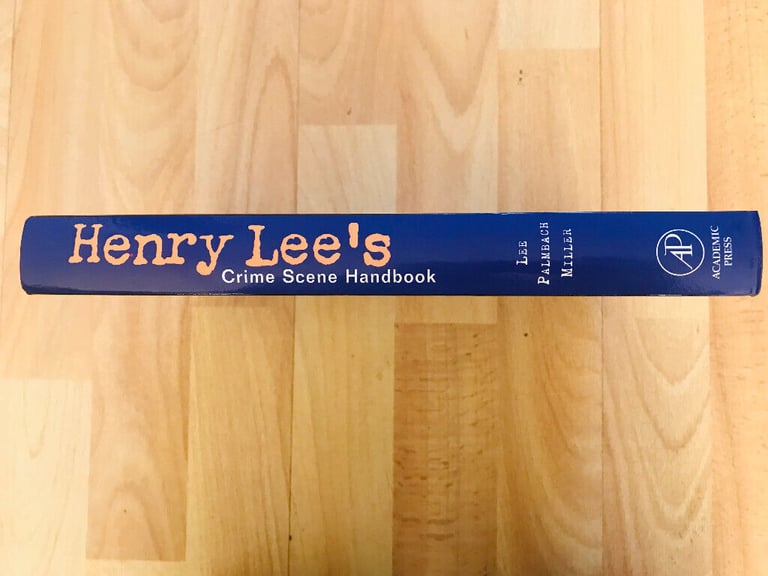 Henry Lee's
Crime Scene Handbook
LEE
PALMBACH
MILLER
AP
ACADEMIC
PRESS